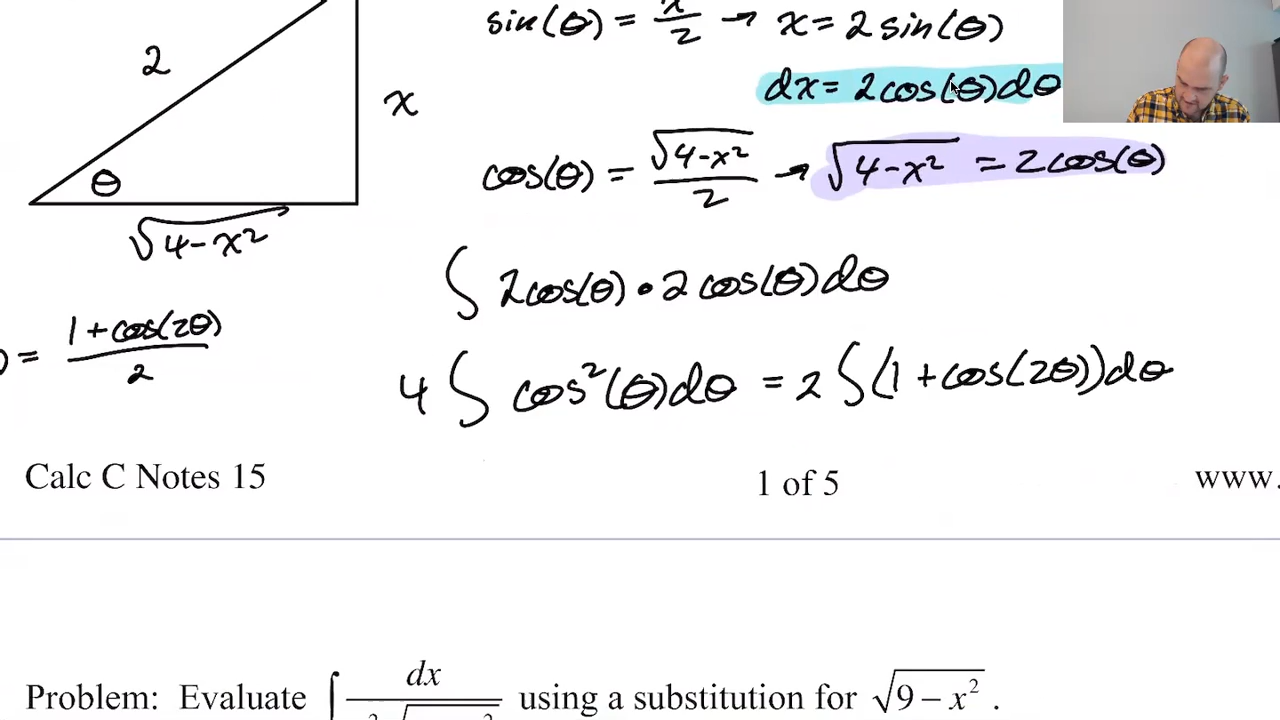 sin(θ) = x/2 → x = 2 sin(θ)
2
dx = 2cos(θ)dθ
x
cos(θ) = √(4-x²)/2 → √(4-x²) = 2cos(θ)
θ
√(4-x²)
∫ 2cos(θ) • 2cos(θ)dθ
= (1+cos(2θ))/2
4 ∫ cos²(θ)dθ = 2 ∫ (1+cos(2θ))dθ
Calc C Notes 15 1 of 5 www.
Problem: Evaluate ∫ dx using a substitution for √(9-x²) .